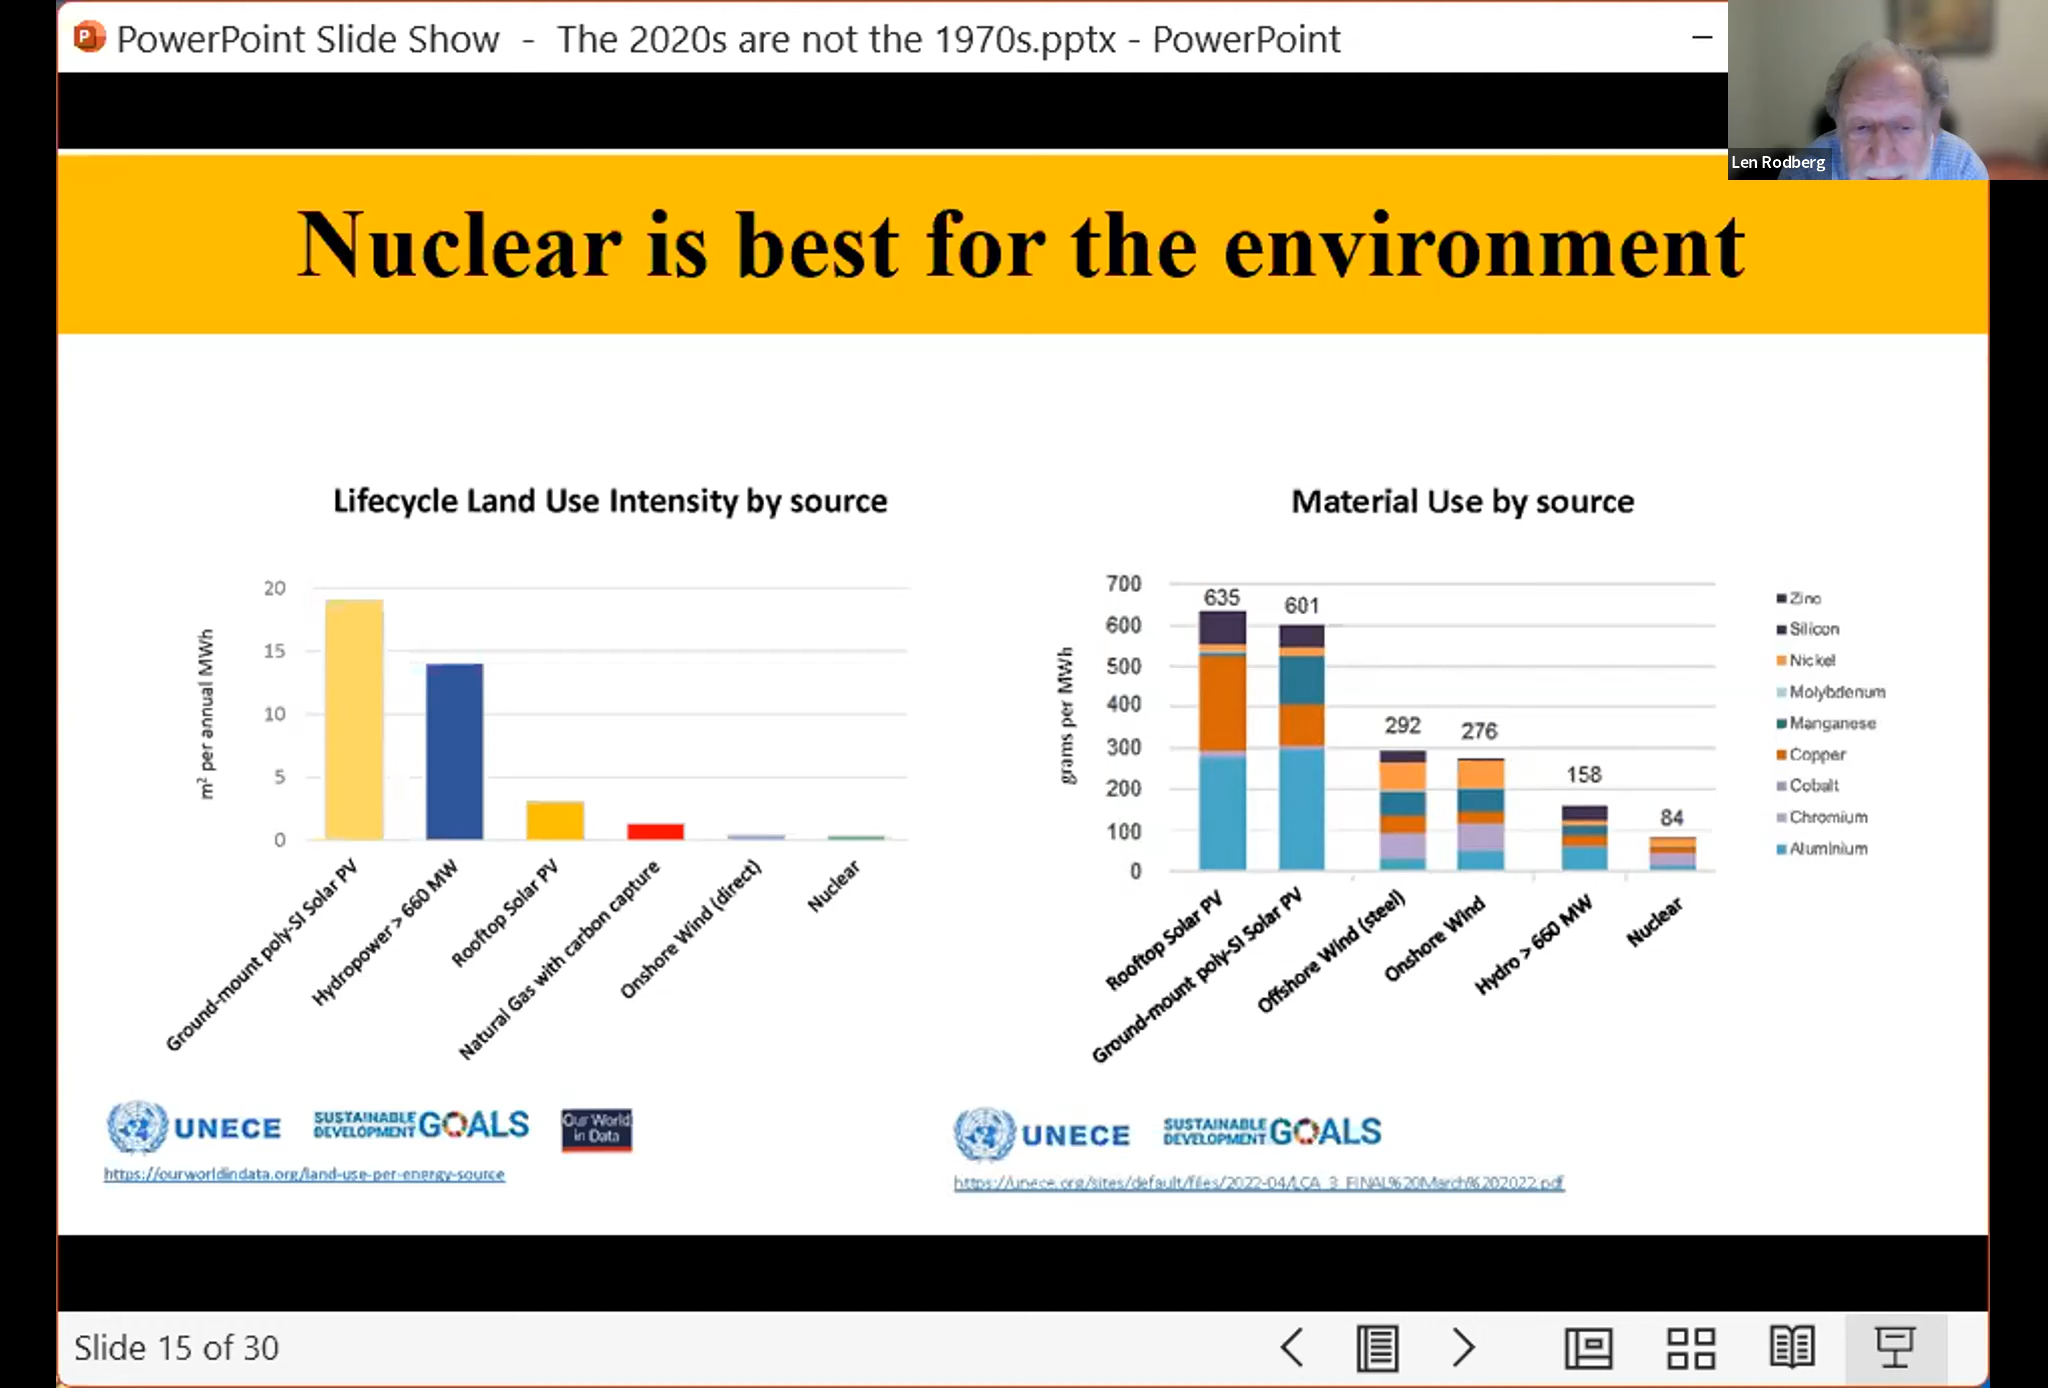 PowerPoint Slide Show - The 2020s are not the 1970s.pptx - PowerPoint
Len Rodberg
Nuclear is best for the environment
Lifecycle Land Use Intensity by source
m² per annual MWh
20
15
10
5
0
Ground-mount poly-SI Solar PV
Hydropower > 660 MW
Rooftop Solar PV
Natural Gas with carbon capture
Onshore Wind (direct)
Nuclear
UNECE
SUSTAINABLE
DEVELOPMENT GOALS
Our World
in Data
https://ourworldindata.org/land-use-per-energy-source
Material Use by source
grams per MWh
700
600
500
400
300
200
100
0
635
601
292
276
158
84
Rooftop Solar PV
Ground-mount poly-SI Solar PV
Offshore Wind (steel)
Onshore Wind
Hydro > 660 MW
Nuclear
Zinc
Silicon
Nickel
Molybdenum
Manganese
Copper
Cobalt
Chromium
Aluminium
UNECE
SUSTAINABLE
DEVELOPMENT GOALS
https://unece.org/sites/default/files/2022-04/LCA_3_FINAL%20March%202022.pdf
Slide 15 of 30